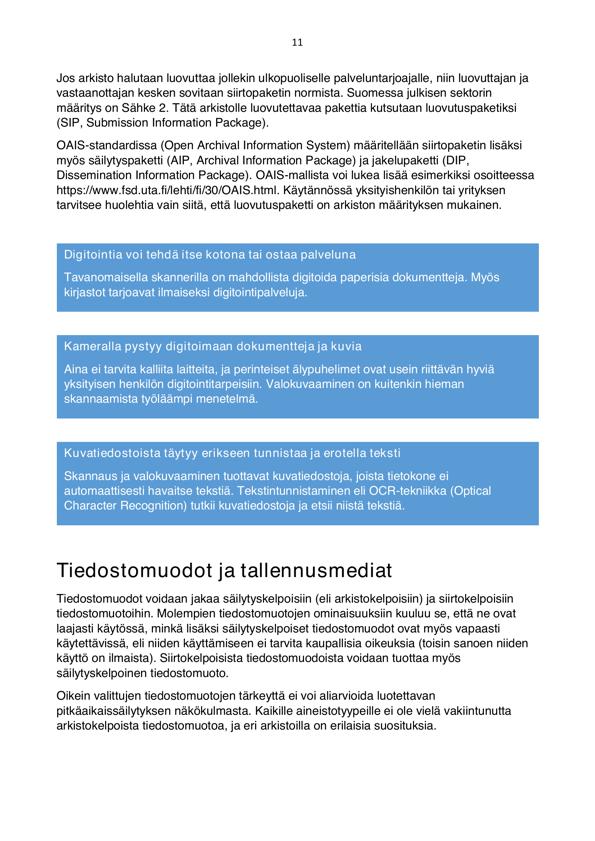 11
Jos arkisto halutaan luovuttaa jollekin ulkopuoliselle palveluntarjoajalle, niin luovuttajan ja
vastaanottajan kesken sovitaan siirtopaketin normista. Suomessa julkisen sektorin
määritys on Sähke 2. Tätä arkistolle luovutettavaa pakettia kutsutaan luovutuspaketiksi
(SIP, Submission Information Package).
OAIS-standardissa (Open Archival Information System) määritellään siirtopaketin lisäksi
myös säilytyspaketti (AIP, Archival Information Package) ja jakelupaketti (DIP,
Dissemination Information Package). OAIS-mallista voi lukea lisää esimerkiksi osoitteessa
https://www.fsd.uta.fi/lehti/fi/30/OAIS.html. Käytännössä yksityishenkilön tai yrityksen
tarvitsee huolehtia vain siitä, että luovutuspaketti on arkiston määrityksen mukainen.
Digitointia voi tehdä itse kotona tai ostaa palveluna
Tavanomaisella skannerilla on mahdollista digitoida paperisia dokumentteja. Myös
kirjastot tarjoavat ilmaiseksi digitointipalveluja.
Kameralla pystyy digitoimaan dokumentteja ja kuvia
Aina ei tarvita kalliita laitteita, ja perinteiset älypuhelimet ovat usein riittävän hyviä
yksityisen henkilön digitointitarpeisiin. Valokuvaaminen on kuitenkin hieman
skannaamista työläämpi menetelmä.
Kuvatiedostoista täytyy erikseen tunnistaa ja erotella teksti
Skannaus ja valokuvaaminen tuottavat kuvatiedostoja, joista tietokone ei
automaattisesti havaitse tekstiä. Tekstintunnistaminen eli OCR-tekniikka (Optical
Character Recognition) tutkii kuvatiedostoja ja etsii niistä tekstiä.
Tiedostomuodot ja tallennusmediat
Tiedostomuodot voidaan jakaa säilytyskelpoisiin (eli arkistokelpoisiin) ja siirtokelpoisiin
tiedostomuotoihin. Molempien tiedostomuotojen ominaisuuksiin kuuluu se, että ne ovat
laajasti käytössä, minkä lisäksi säilytyskelpoiset tiedostomuodot ovat myös vapaasti
käytettävissä, eli niiden käyttämiseen ei tarvita kaupallisia oikeuksia (toisin sanoen niiden
käyttö on ilmaista). Siirtokelpoisista tiedostomuodoista voidaan tuottaa myös
säilytyskelpoinen tiedostomuoto.
Oikein valittujen tiedostomuotojen tärkeyttä ei voi aliarvioida luotettavan
pitkäaikaissäilytyksen näkökulmasta. Kaikille aineistotyypeille ei ole vielä vakiintunutta
arkistokelpoista tiedostomuotoa, ja eri arkistoilla on erilaisia suosituksia.